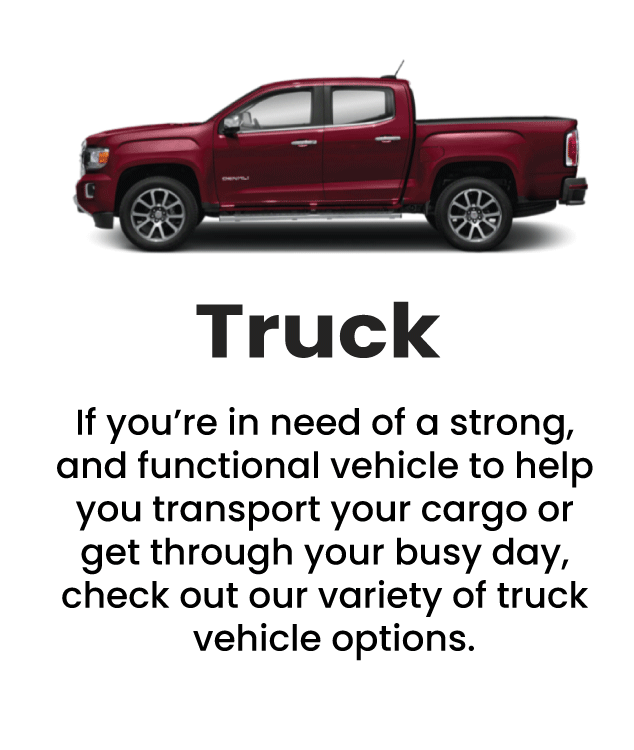 DENALI
Truck
If you’re in need of a strong,
and functional vehicle to help
you transport your cargo or
get through your busy day,
check out our variety of truck
vehicle options.